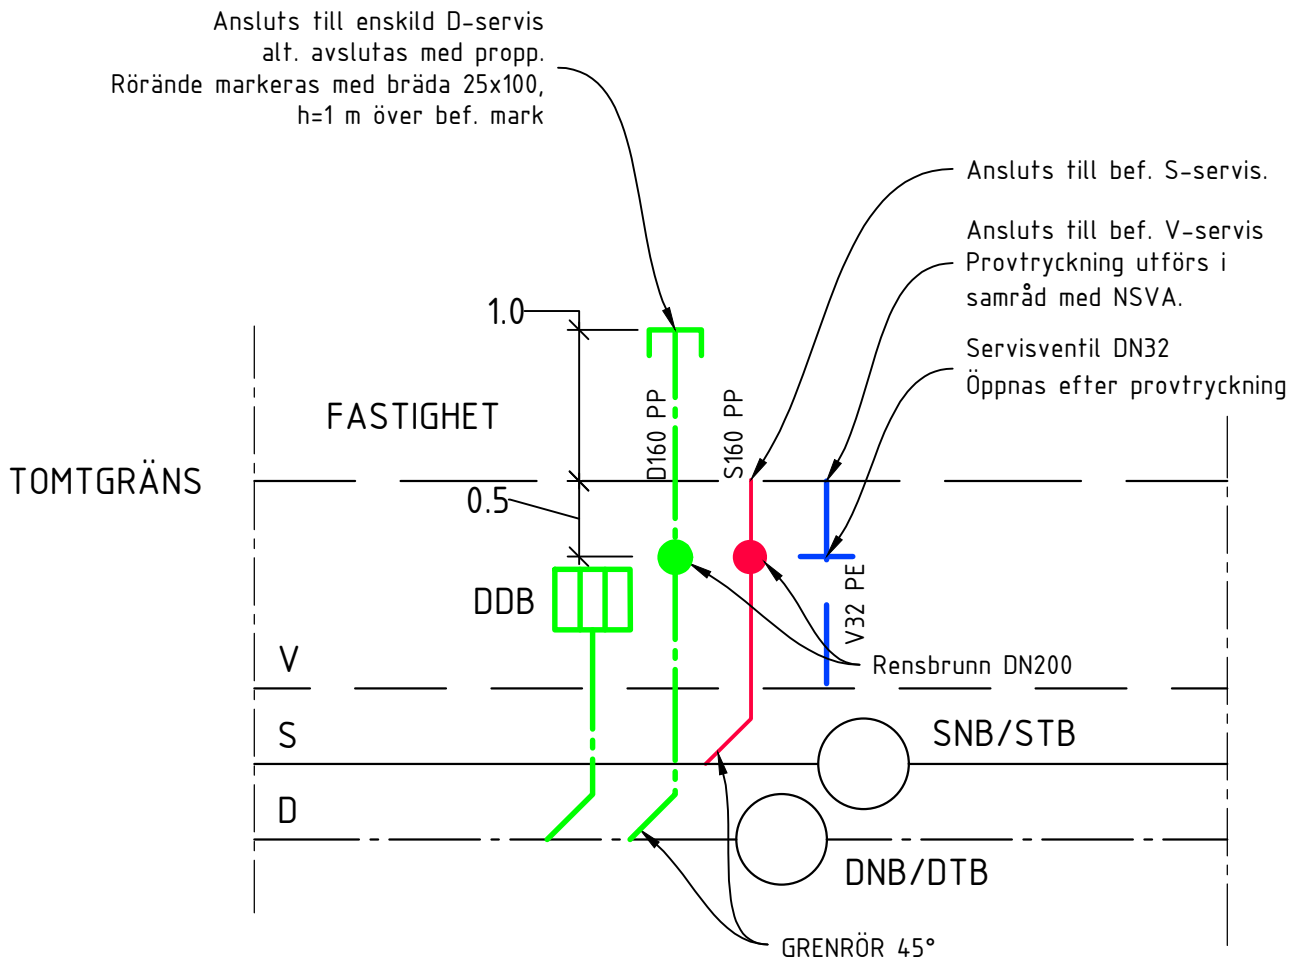 Ansluts till enskild D-servis
alt. avslutas med propp.
Rörände markeras med bräda 25x100,
h=1 m över bef. mark
Ansluts till bef. S-servis.
Ansluts till bef. V-servis
Provtryckning utförs i
samråd med NSVA.
1.0
Servisventil DN32
Öppnas efter provtryckning
FASTIGHET
D160 PP
S160 PP
TOMTGRÄNS
0.5
DDB
V32 PE
V
Rensbrunn DN200
S
SNB/STB
D
DNB/DTB
GRENRÖR 45°